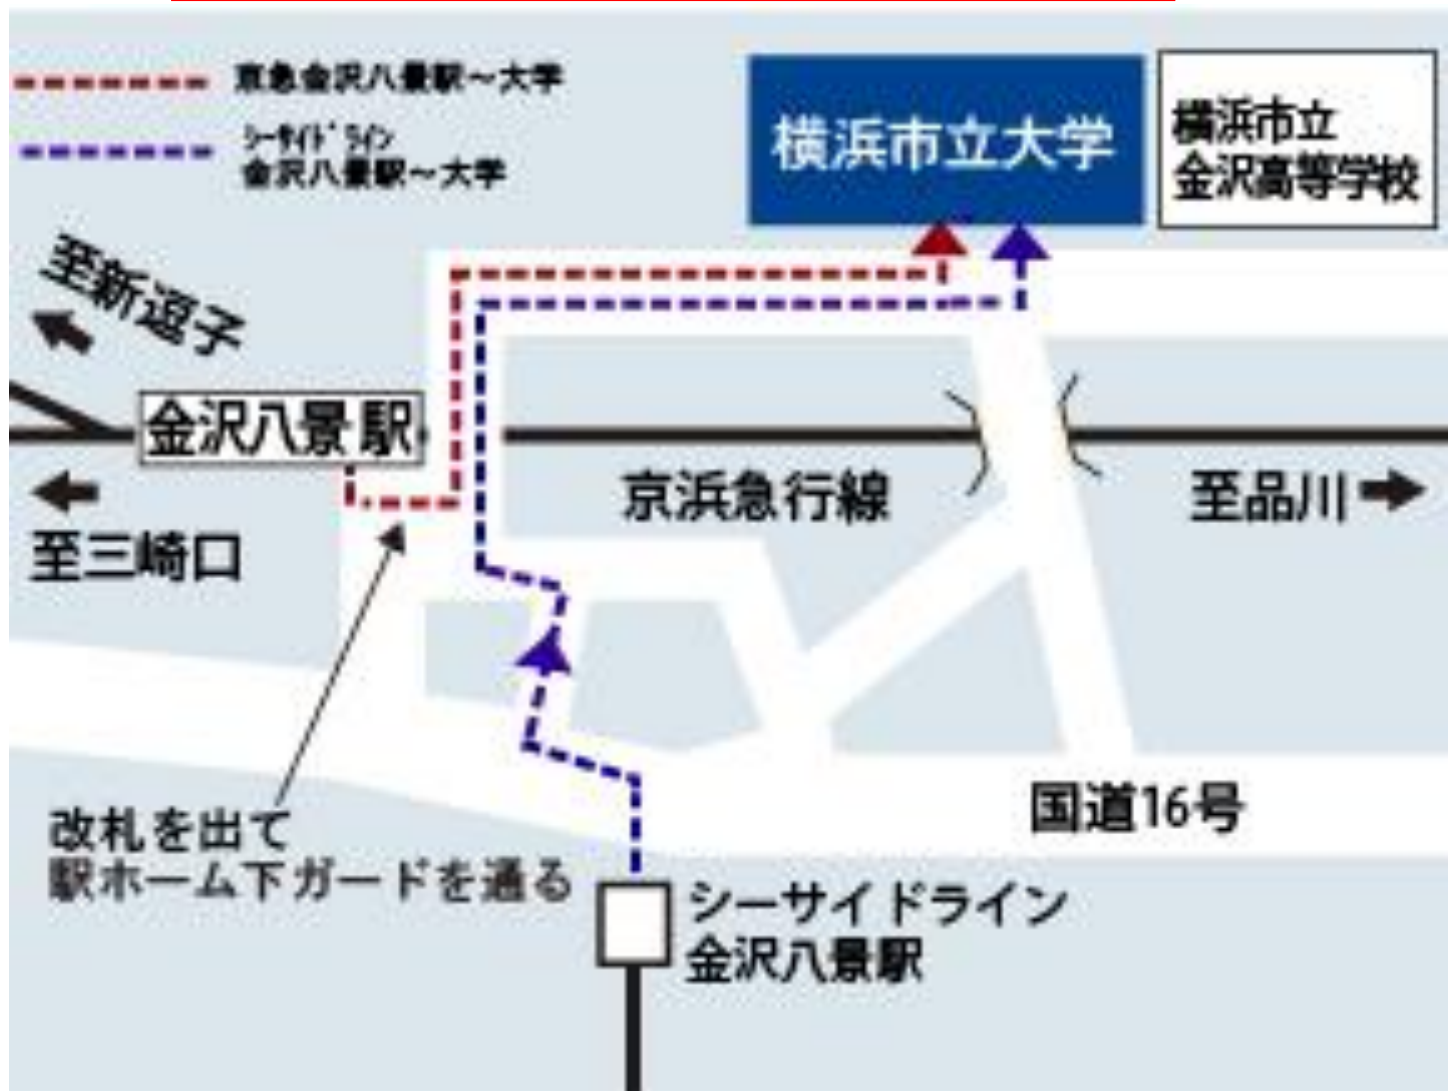 京急金沢八景駅～大学
シーサイドライン
金沢八景駅～大学
横浜市立大学
横浜市立
金沢高等学校
至新逗子
金沢八景駅
京浜急行線
至品川
至三崎口
国道16号
改札を出て
駅ホーム下ガードを通る
シーサイドライン
金沢八景駅